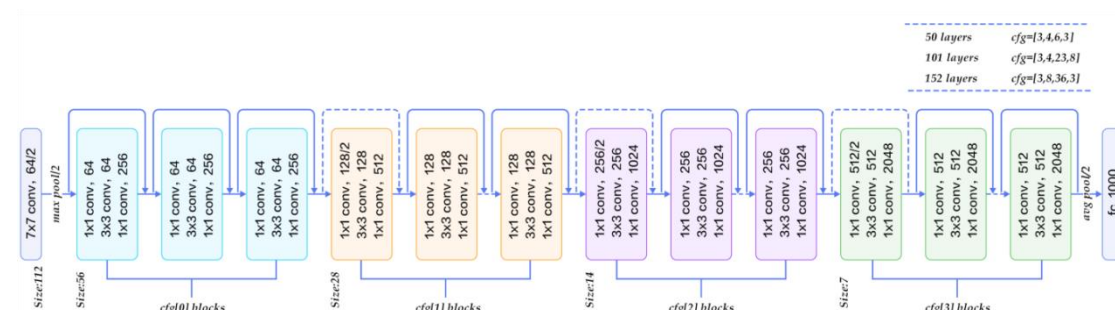 50 layers cfg=[3,4,6,3]
101 layers cfg=[3,4,23,8]
152 layers cfg=[3,8,36,3]
7x7 conv, 64/2
max pool/2
1x1 conv, 64
3x3 conv, 64
1x1 conv, 256
1x1 conv, 64
3x3 conv, 64
1x1 conv, 256
1x1 conv, 64
3x3 conv, 64
1x1 conv, 256
1x1 conv, 128/2
3x3 conv, 128
1x1 conv, 512
1x1 conv, 128
3x3 conv, 128
1x1 conv, 512
1x1 conv, 128
3x3 conv, 128
1x1 conv, 512
1x1 conv, 256/2
3x3 conv, 256
1x1 conv, 1024
1x1 conv, 256
3x3 conv, 256
1x1 conv, 1024
1x1 conv, 256
3x3 conv, 256
1x1 conv, 1024
1x1 conv, 512/2
3x3 conv, 512
1x1 conv, 2048
1x1 conv, 512
3x3 conv, 512
1x1 conv, 2048
1x1 conv, 512
3x3 conv, 512
1x1 conv, 2048
avg pool/2
fc, 1000
Size:112
Size:56
Size:28
Size:14
Size:7
cfg[0] blocks
cfg[1] blocks
cfg[2] blocks
cfg[3] blocks